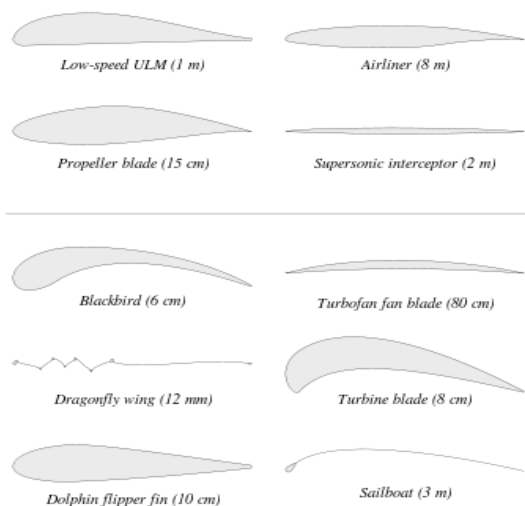 Low-speed ULM (1 m)
Airliner (8 m)
Propeller blade (15 cm)
Supersonic interceptor (2 m)
Blackbird (6 cm)
Turbofan fan blade (80 cm)
Dragonfly wing (12 mm)
Turbine blade (8 cm)
Dolphin flipper fin (10 cm)
Sailboat (3 m)